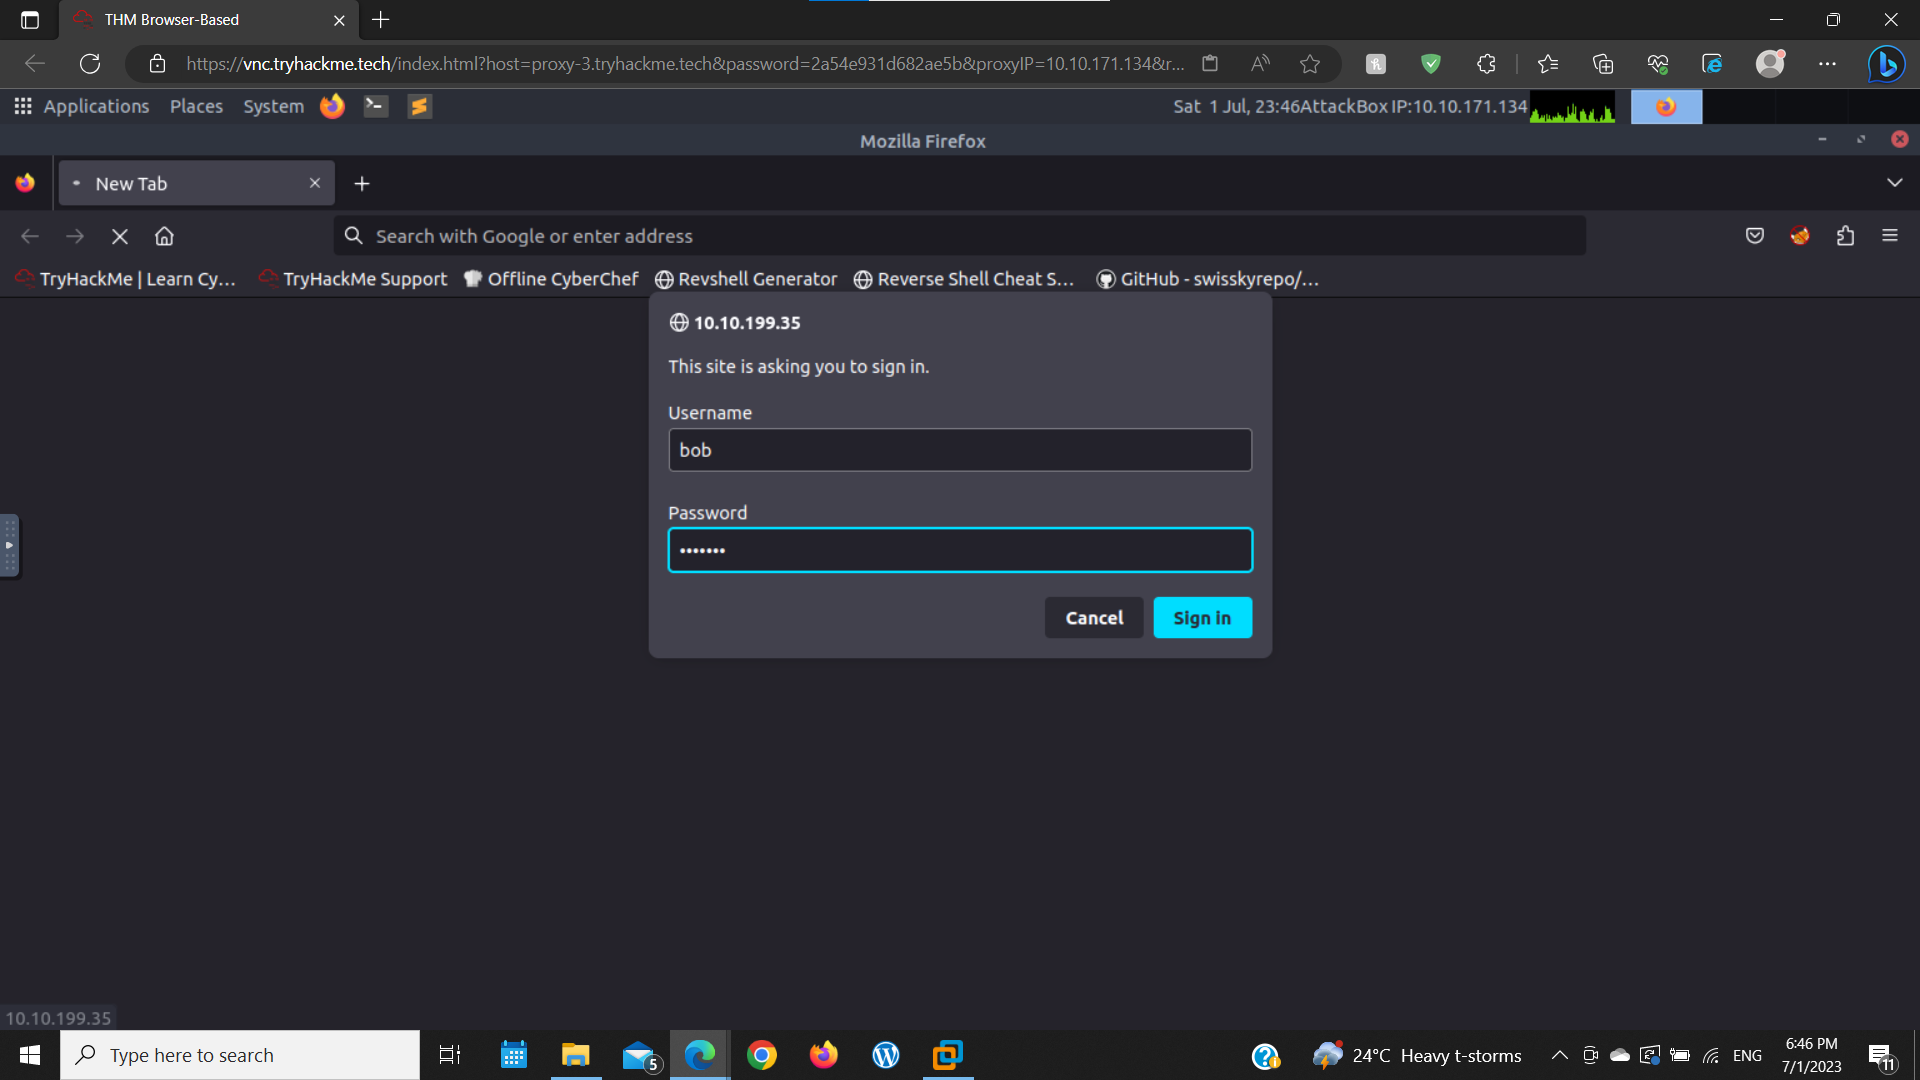 THM Browser-Based
https://vnc.tryhackme.tech/index.html?host=proxy-3.tryhackme.tech&password=2a54e931d682ae5b&proxyIP=10.10.171.134&r...
Applications Places System
Sat 1 Jul, 23:46AttackBox IP:10.10.171.134
Mozilla Firefox
New Tab
Search with Google or enter address
TryHackMe | Learn Cy... TryHackMe Support Offline CyberChef Revshell Generator Reverse Shell Cheat S... GitHub - swisskyrepo/...
10.10.199.35
This site is asking you to sign in.
Username
bob
Password
•••••••
Cancel Sign in
10.10.199.35
Type here to search
5
24°C Heavy t-storms
ENG
6:46 PM
7/1/2023
11